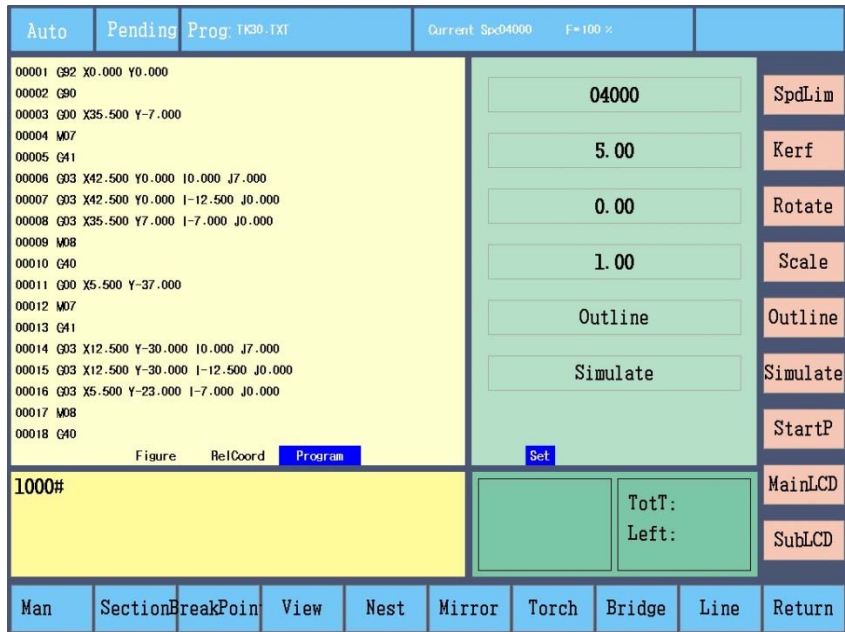 Auto Pending Prog: TK30.TXT Current Spc04000 F=100 %
00001 G92 X0.000 Y0.000
00002 G90
00003 G00 X35.500 Y-7.000
00004 M07
00005 G41
00006 G03 X42.500 Y0.000 I0.000 J7.000
00007 G03 X42.500 Y0.000 I-12.500 J0.000
00008 G03 X35.500 Y7.000 I-7.000 J0.000
00009 M08
00010 G40
00011 G00 X5.500 Y-37.000
00012 M07
00013 G41
00014 G03 X12.500 Y-30.000 I0.000 J7.000
00015 G03 X12.500 Y-30.000 I-12.500 J0.000
00016 G03 X5.500 Y-23.000 I-7.000 J0.000
00017 M08
00018 G40
Figure RelCoord Program
04000
5.00
0.00
1.00
Outline
Simulate
Set
SpdLim
Kerf
Rotate
Scale
Outline
Simulate
StartP
MainLCD
SubLCD
1000#
TotT:
Left:
Man SectionBreakPoin View Nest Mirror Torch Bridge Line Return